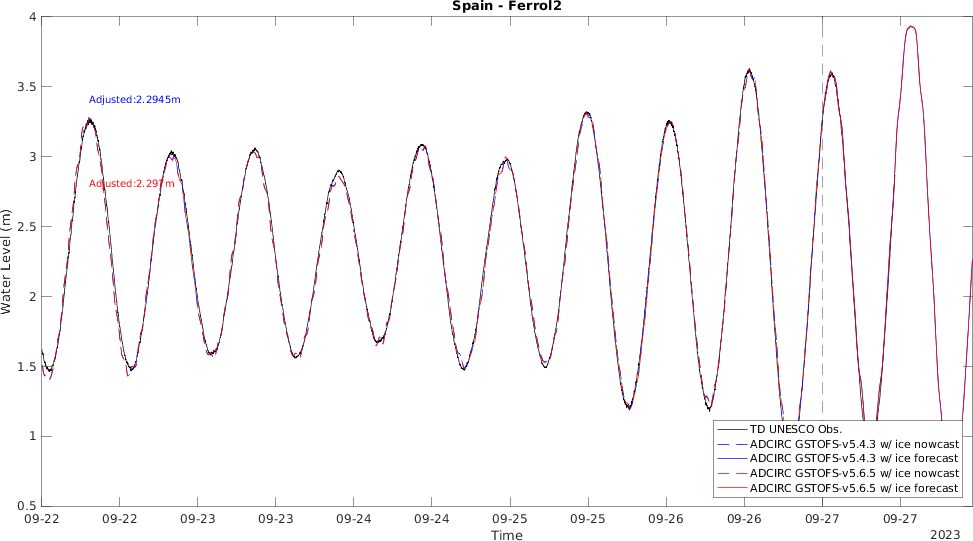 Spain - Ferrol2
4
3.5
3
2.5
2
1.5
1
0.5
Water Level (m)
Adjusted:2.2945m
Adjusted:2.297m
TD UNESCO Obs.
ADCIRC GSTOFS-v5.4.3 w/ ice nowcast
ADCIRC GSTOFS-v5.4.3 w/ ice forecast
ADCIRC GSTOFS-v5.6.5 w/ ice nowcast
ADCIRC GSTOFS-v5.6.5 w/ ice forecast
09-22 09-22 09-23 09-23 09-24 09-24 09-25 09-25 09-26 09-26 09-27 09-27
Time
2023